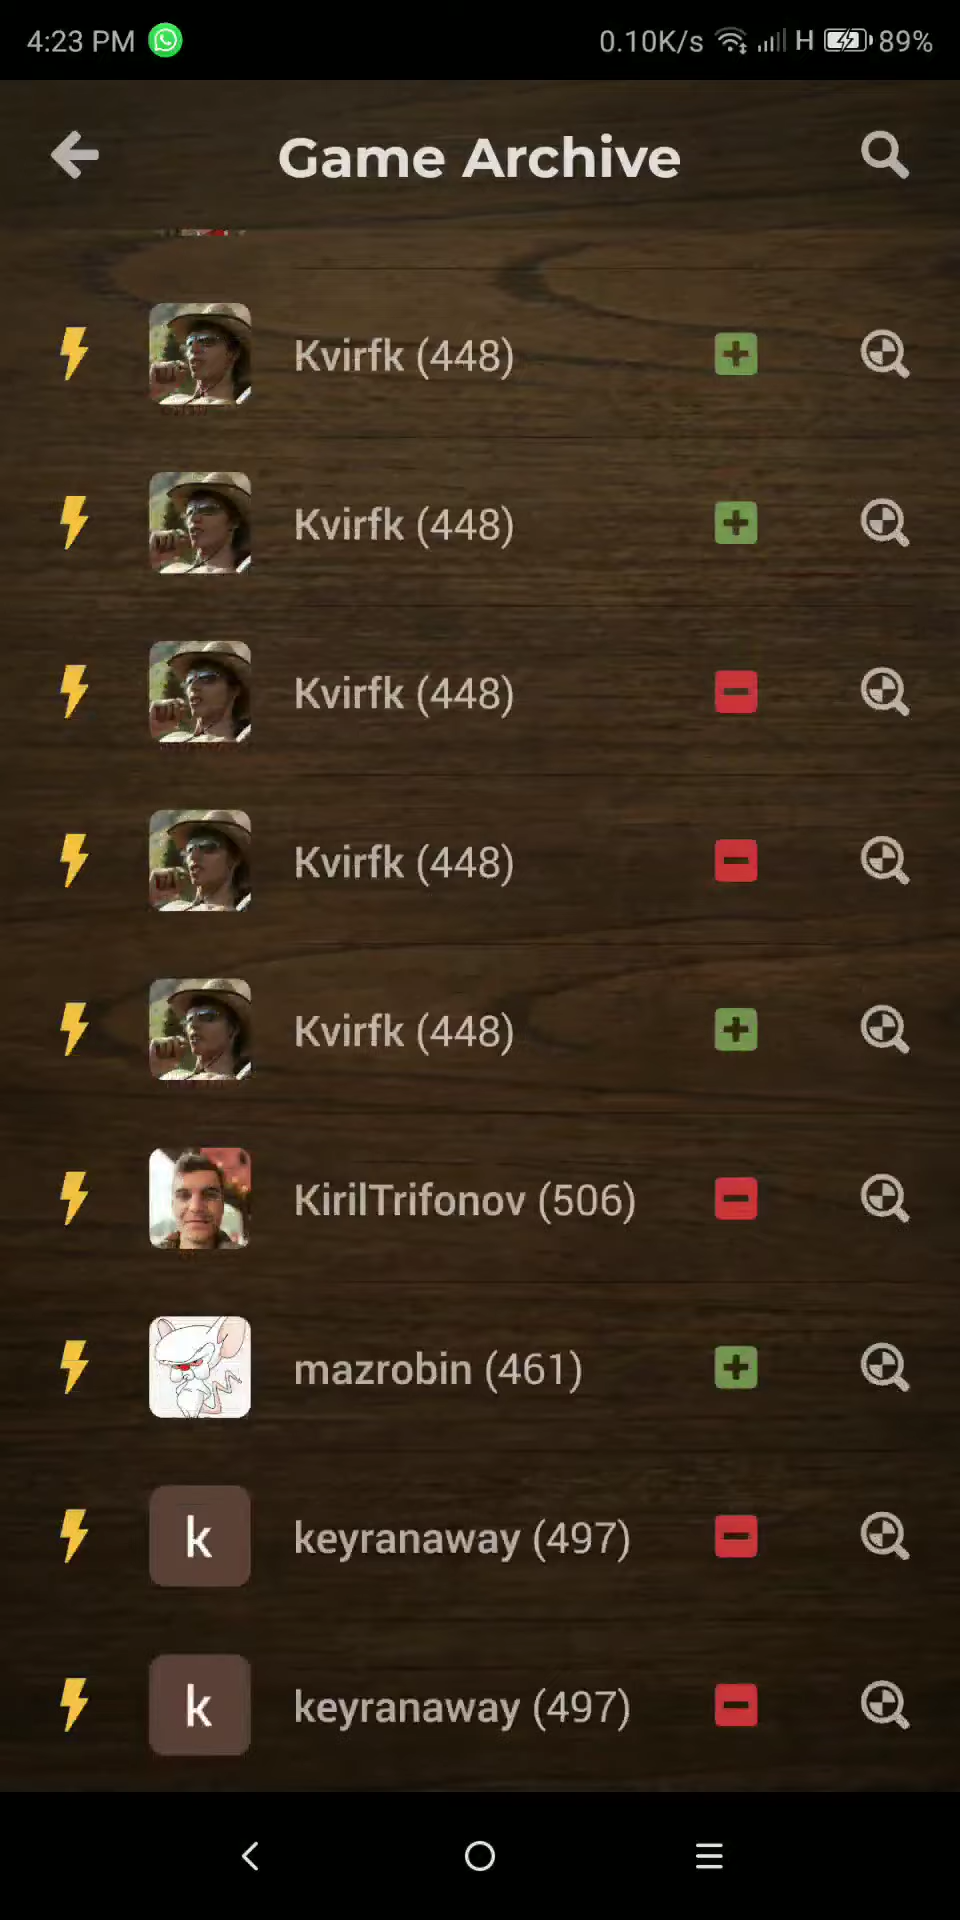 4:23 PM
0.10K/s H 89%
Game Archive
Kvirfk (448)
Kvirfk (448)
Kvirfk (448)
Kvirfk (448)
Kvirfk (448)
KirilTrifonov (506)
mazrobin (461)
k keyranaway (497)
k keyranaway (497)